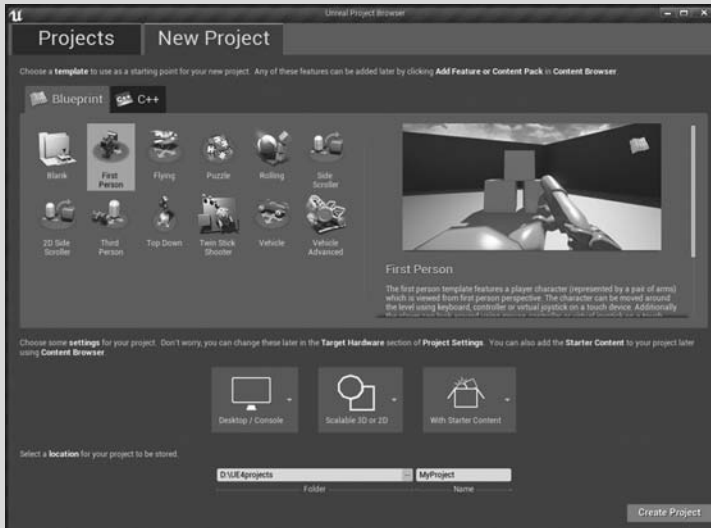 Unreal Project Browser
Projects
New Project
Choose a template to use as a starting point for your new project. Any of these features can be added later by clicking Add Feature or Content Pack in Content Browser.
Blueprint
C++
Blank
First Person
Flying
Puzzle
Rolling
Side Scroller
2D Side Scroller
Third Person
Top Down
Twin Stick Shooter
Vehicle
Vehicle Advanced
First Person
The first person template features a player character (represented by a pair of arms)
which is viewed from first person perspective. The character can be moved around
the level using keyboard, controller or virtual joystick on a touch device. Additionally
Choose some settings for your project. Don't worry, you can change these later in the Target Hardware section of Project Settings. You can also add the Starter Content to your project later
using Content Browser.
Desktop / Console
Scalable 3D or 2D
With Starter Content
Select a location for your project to be stored.
D:\UE4projects
...
MyProject
Folder
Name
Create Project